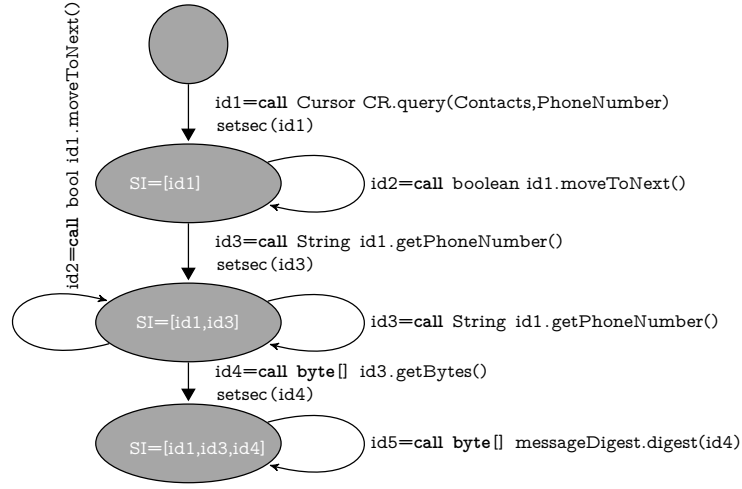 id1=call Cursor CR.query(Contacts,PhoneNumber)
setsec(id1)
id2=call bool id1.moveToNext()
SI=[id1]
id2=call boolean id1.moveToNext()
id3=call String id1.getPhoneNumber()
setsec(id3)
SI=[id1,id3]
id3=call String id1.getPhoneNumber()
id4=call byte[] id3.getBytes()
setsec(id4)
SI=[id1,id3,id4]
id5=call byte[] messageDigest.digest(id4)